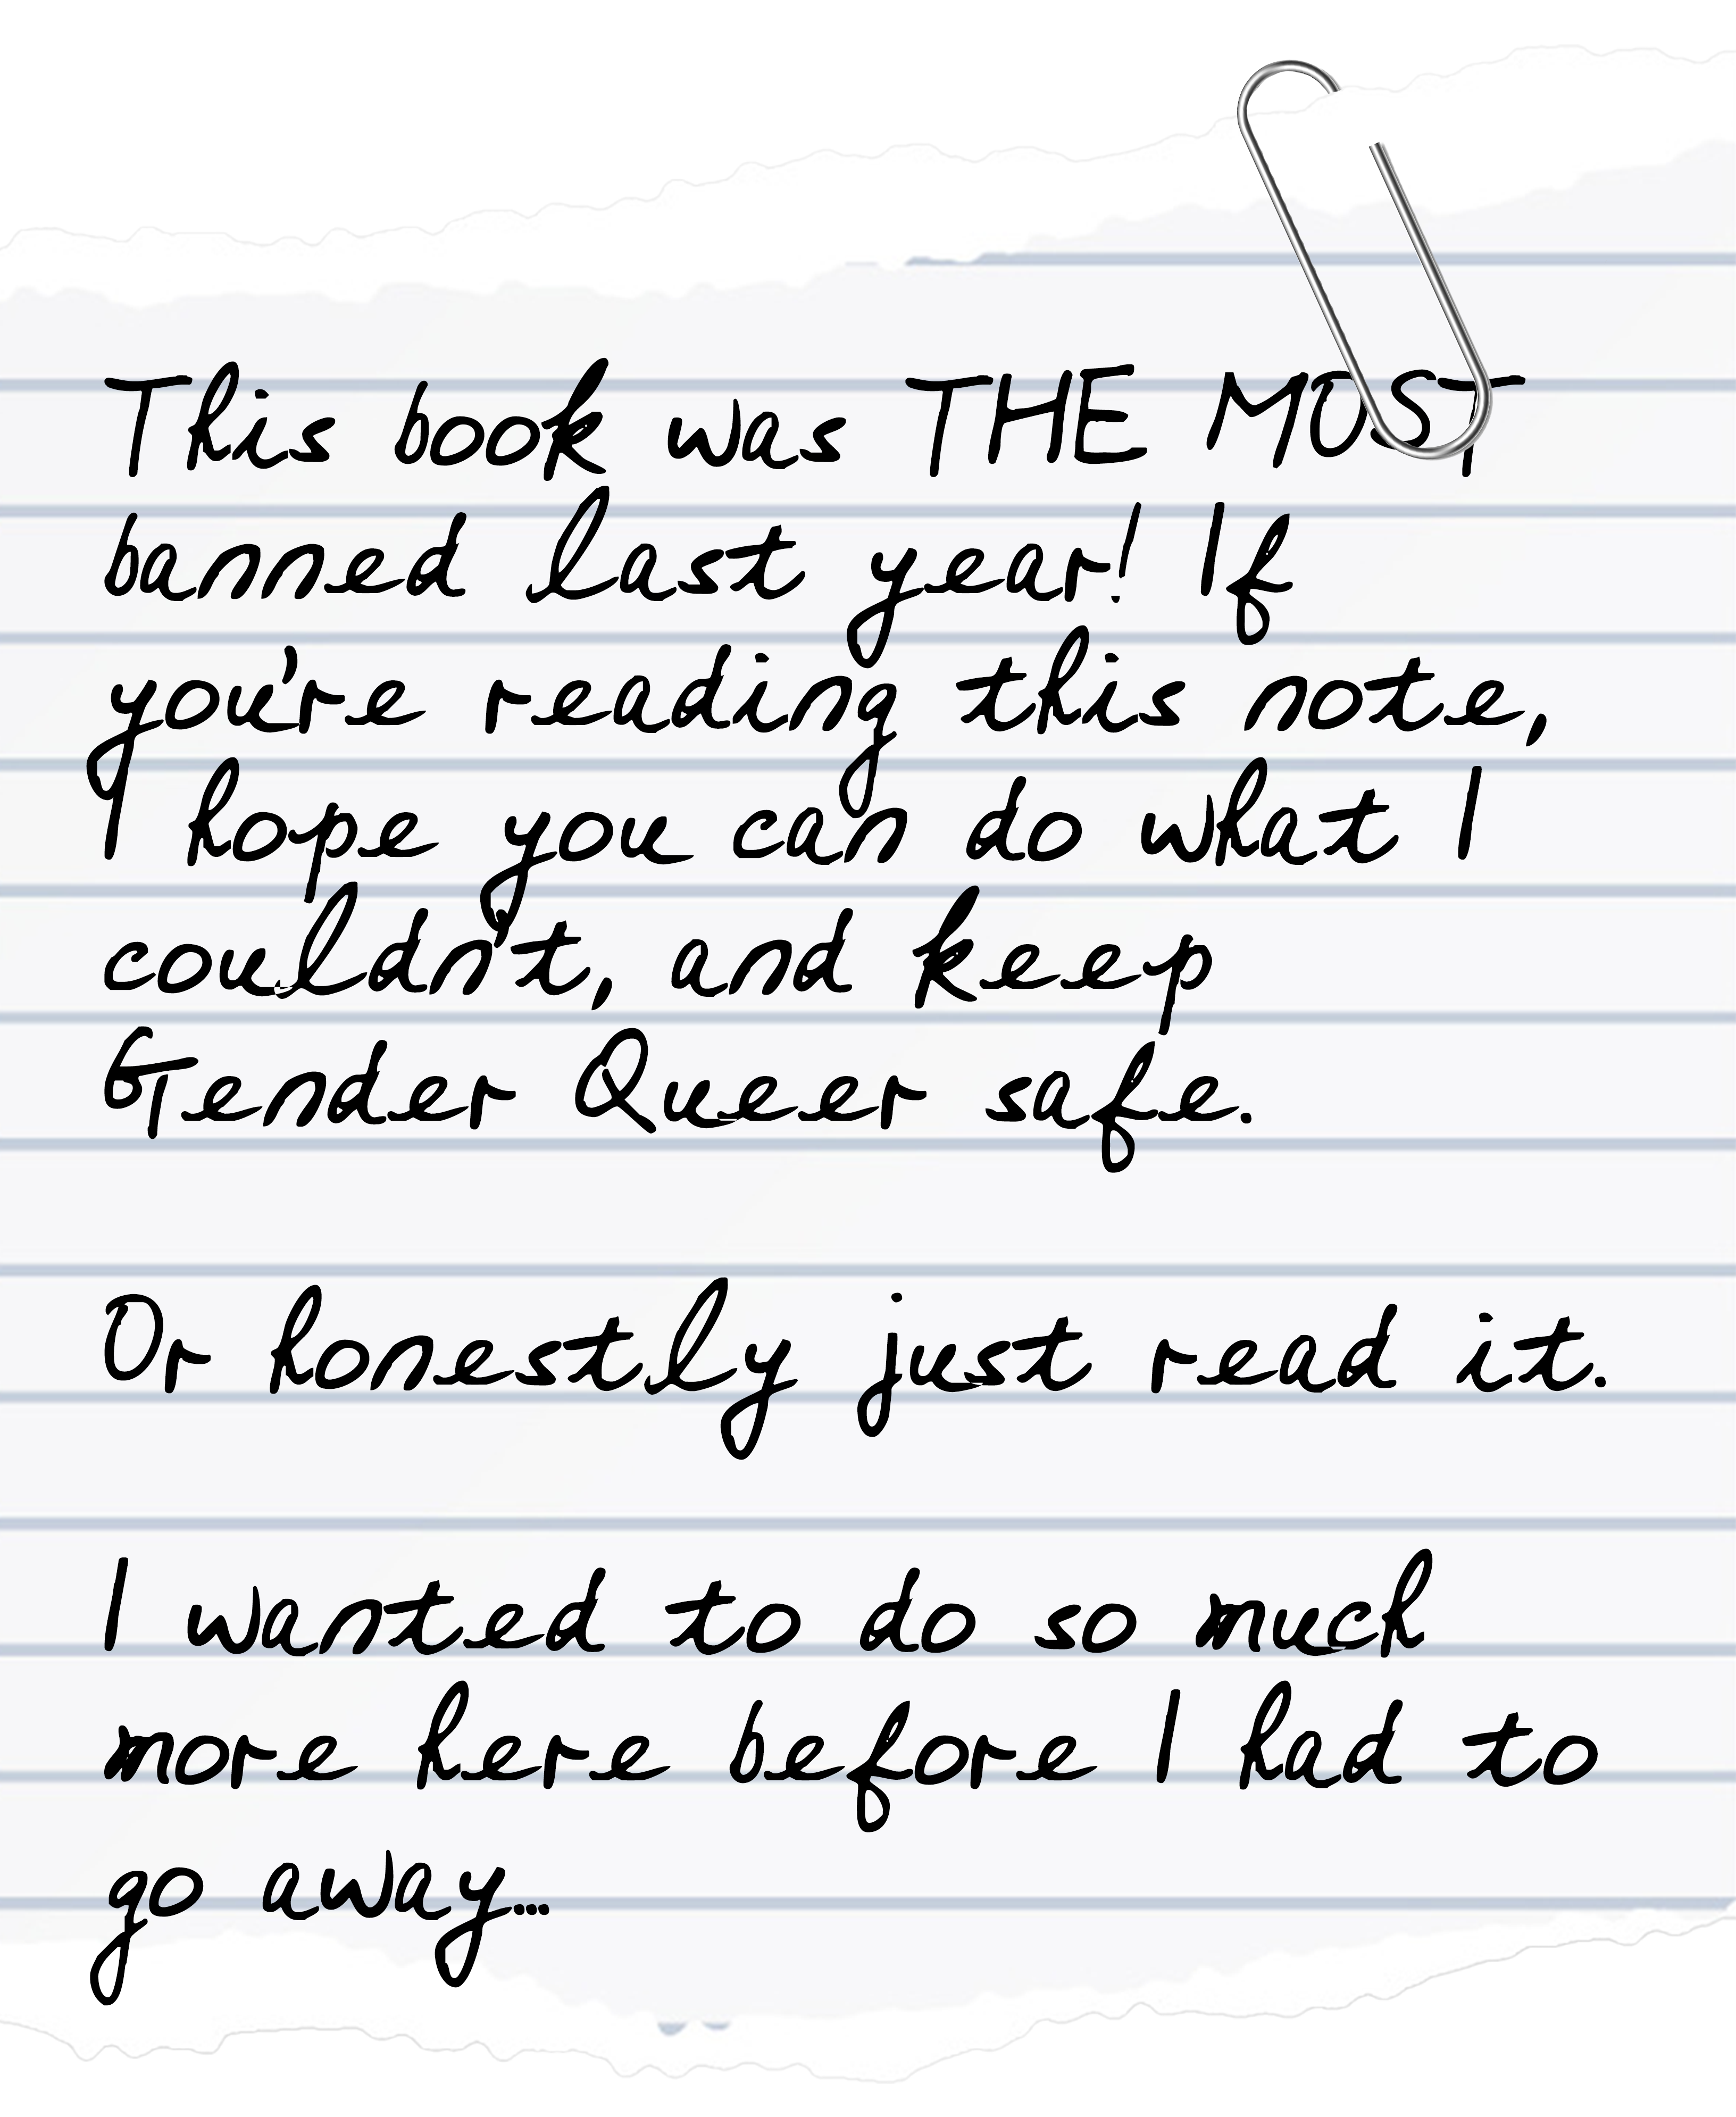 This book was THE MOST
banned last year! If
you're reading this note,
I hope you can do what I
couldn't, and keep
Gender Queer safe.
Or honestly just read it.
I wanted to do so much
more here before I had to
go away...